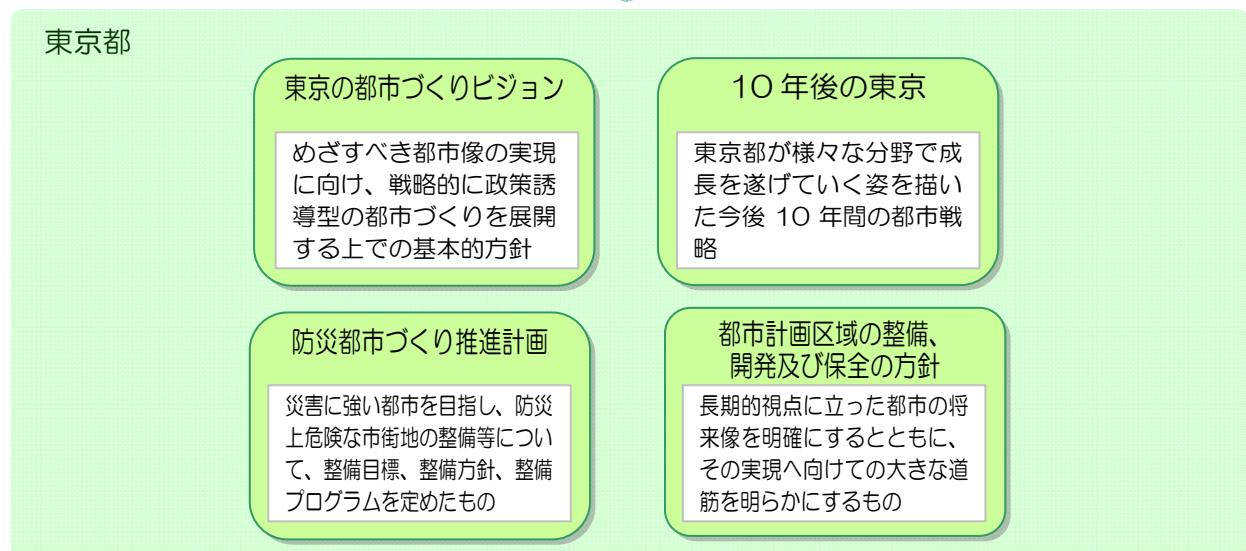 東京都
東京の都市づくりビジョン
めざすべき都市像の実現
に向け、戦略的に政策誘
導型の都市づくりを展開
する上での基本的方針
10 年後の東京
東京都が様々な分野で成
長を遂げていく姿を描い
た今後 10 年間の都市戦
略
防災都市づくり推進計画
災害に強い都市を目指し、防災
上危険な市街地の整備等につい
て、整備目標、整備方針、整備
プログラムを定めたもの
都市計画区域の整備、
開発及び保全の方針
長期的視点に立った都市の将
来像を明確にするとともに、
その実現へ向けての大きな道
筋を明らかにするもの